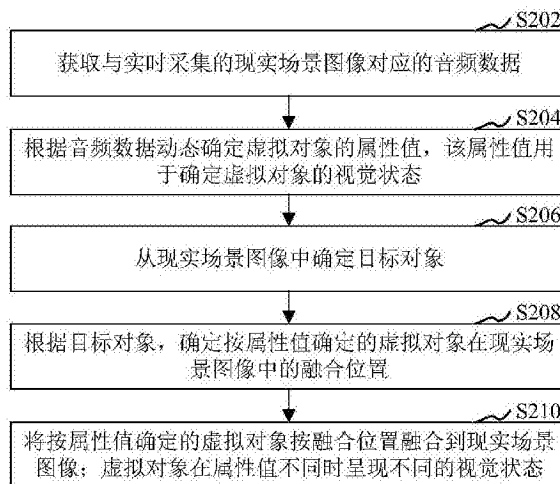 S202
获取与实时采集的现实场景图像对应的音频数据
S204
根据音频数据动态确定虚拟对象的属性值，该属性值用
于确定虚拟对象的视觉状态
S206
从现实场景图像中确定目标对象
S208
根据目标对象，确定按属性值确定的虚拟对象在现实场
景图像中的融合位置
S210
将按属性值确定的虚拟对象按融合位置融合到现实场景
图像；虚拟对象在属性值不同时呈现不同的视觉状态